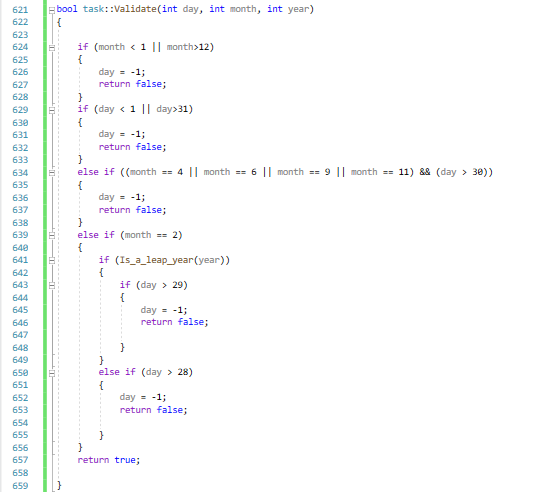 621 bool task::Validate(int day, int month, int year)
622 {
623
624     if (month < 1 || month>12)
625     {
626         day = -1;
627         return false;
628     }
629     if (day < 1 || day>31)
630     {
631         day = -1;
632         return false;
633     }
634     else if ((month == 4 || month == 6 || month == 9 || month == 11) && (day > 30))
635     {
636         day = -1;
637         return false;
638     }
639     else if (month == 2)
640     {
641         if (Is_a_leap_year(year))
642         {
643             if (day > 29)
644             {
645                 day = -1;
646                 return false;
647
648             }
649         }
650         else if (day > 28)
651         {
652             day = -1;
653             return false;
654
655         }
656     }
657     return true;
658
659 }